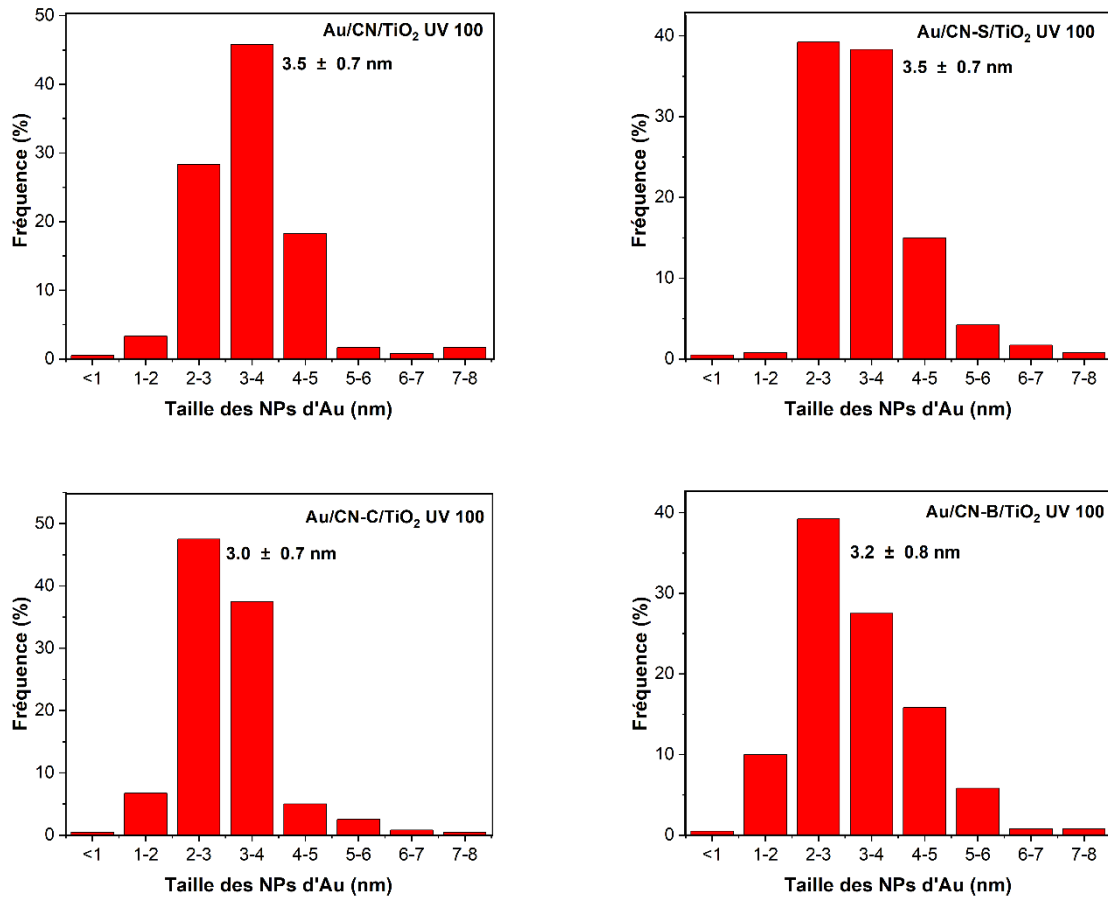 Au/CN/TiO₂ UV 100
3.5 ± 0.7 nm
Fréquence (%)
50
40
30
20
10
0
<1 1-2 2-3 3-4 4-5 5-6 6-7 7-8
Taille des NPs d'Au (nm)
Au/CN-S/TiO₂ UV 100
3.5 ± 0.7 nm
Fréquence (%)
40
30
20
10
0
<1 1-2 2-3 3-4 4-5 5-6 6-7 7-8
Taille des NPs d'Au (nm)
Au/CN-C/TiO₂ UV 100
3.0 ± 0.7 nm
Fréquence (%)
50
40
30
20
10
0
<1 1-2 2-3 3-4 4-5 5-6 6-7 7-8
Taille des NPs d'Au (nm)
Au/CN-B/TiO₂ UV 100
3.2 ± 0.8 nm
Fréquence (%)
40
30
20
10
0
<1 1-2 2-3 3-4 4-5 5-6 6-7 7-8
Taille des NPs d'Au (nm)